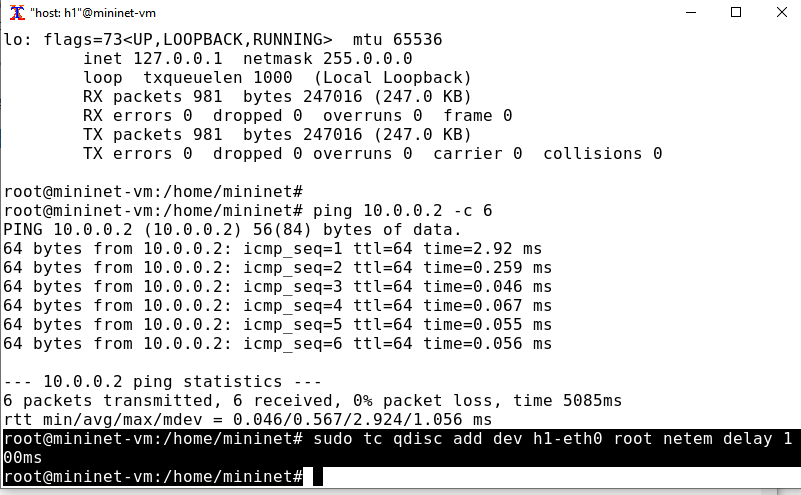 "host: h1"@mininet-vm
lo: flags=73<UP,LOOPBACK,RUNNING>  mtu 65536
        inet 127.0.0.1  netmask 255.0.0.0
        loop  txqueuelen 1000  (Local Loopback)
        RX packets 981  bytes 247016 (247.0 KB)
        RX errors 0  dropped 0  overruns 0  frame 0
        TX packets 981  bytes 247016 (247.0 KB)
        TX errors 0  dropped 0 overruns 0  carrier 0  collisions 0
root@mininet-vm:/home/mininet#
root@mininet-vm:/home/mininet# ping 10.0.0.2 -c 6
PING 10.0.0.2 (10.0.0.2) 56(84) bytes of data.
64 bytes from 10.0.0.2: icmp_seq=1 ttl=64 time=2.92 ms
64 bytes from 10.0.0.2: icmp_seq=2 ttl=64 time=0.259 ms
64 bytes from 10.0.0.2: icmp_seq=3 ttl=64 time=0.046 ms
64 bytes from 10.0.0.2: icmp_seq=4 ttl=64 time=0.067 ms
64 bytes from 10.0.0.2: icmp_seq=5 ttl=64 time=0.055 ms
64 bytes from 10.0.0.2: icmp_seq=6 ttl=64 time=0.056 ms
--- 10.0.0.2 ping statistics ---
6 packets transmitted, 6 received, 0% packet loss, time 5085ms
rtt min/avg/max/mdev = 0.046/0.567/2.924/1.056 ms
root@mininet-vm:/home/mininet# sudo tc qdisc add dev h1-eth0 root netem delay 1
00ms
root@mininet-vm:/home/mininet#